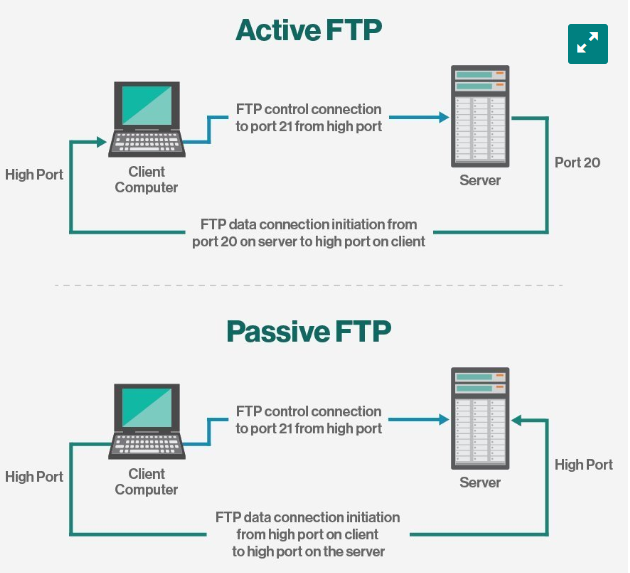 Active FTP
FTP control connection
to port 21 from high port
High Port
Client
Computer
Server
Port 20
FTP data connection initiation from
port 20 on server to high port on client
Passive FTP
FTP control connection
to port 21 from high port
High Port
Client
Computer
Server
High Port
FTP data connection initiation
from high port on client
to high port on the server